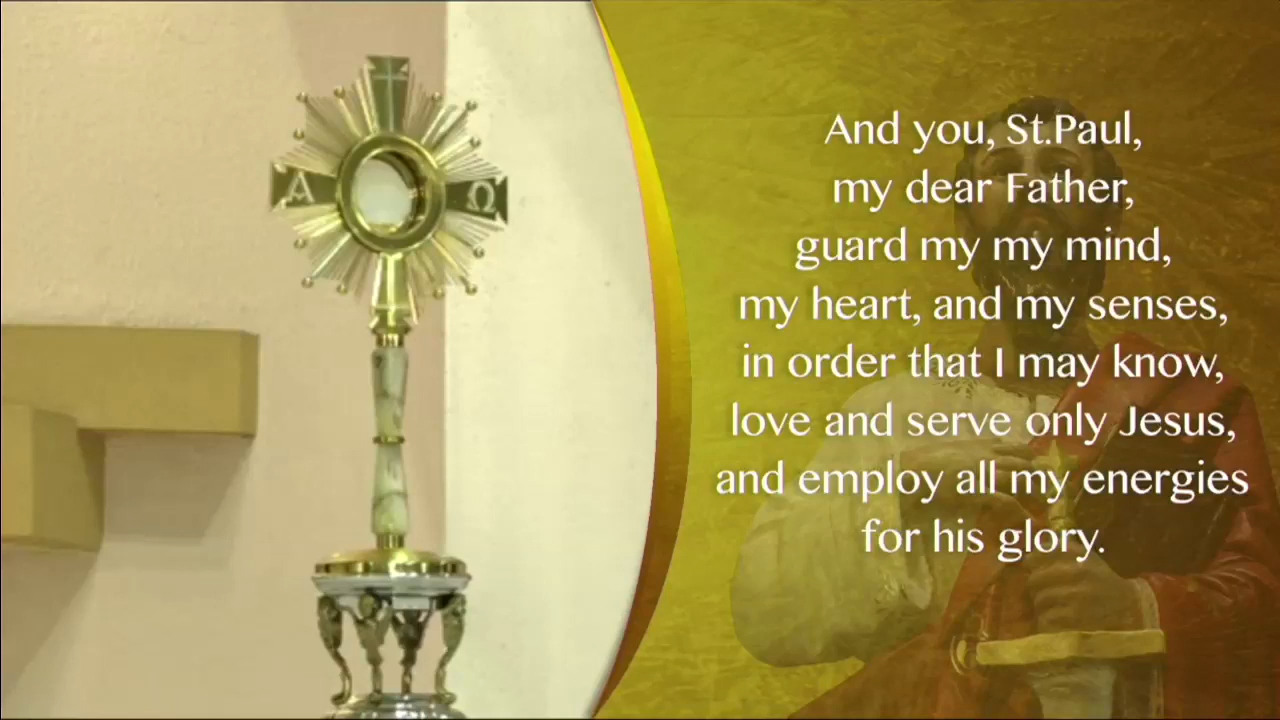 Α Ω
And you, St.Paul,
my dear Father,
guard my my mind,
my heart, and my senses,
in order that I may know,
love and serve only Jesus,
and employ all my energies
for his glory.